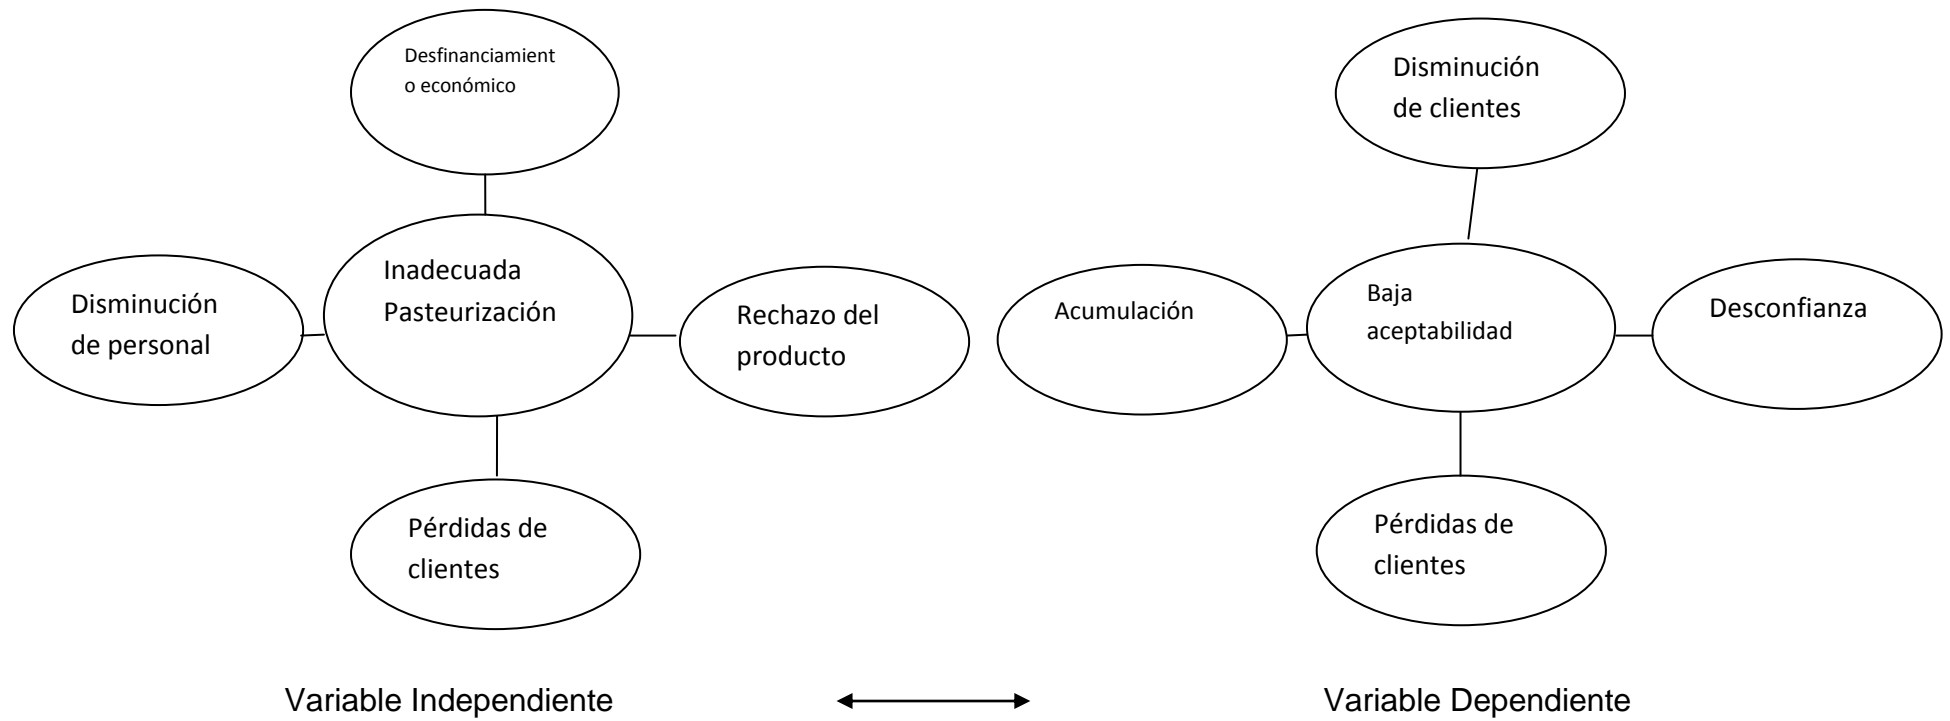 Desfinanciamient
o económico
Disminución
de personal
Inadecuada
Pasteurización
Rechazo del
producto
Pérdidas de
clientes
Disminución
de clientes
Acumulación
Baja
aceptabilidad
Desconfianza
Pérdidas de
clientes
Variable Independiente
Variable Dependiente